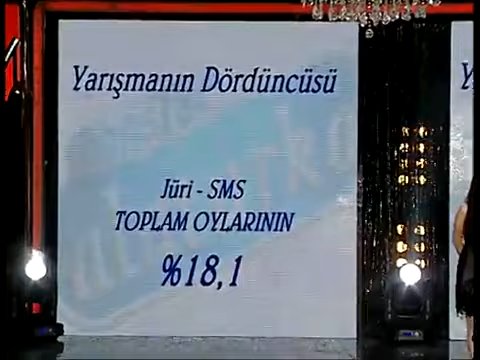 Yarışmanın Dördüncüsü
Jüri - SMS
TOPLAM OYLARININ
%18,1